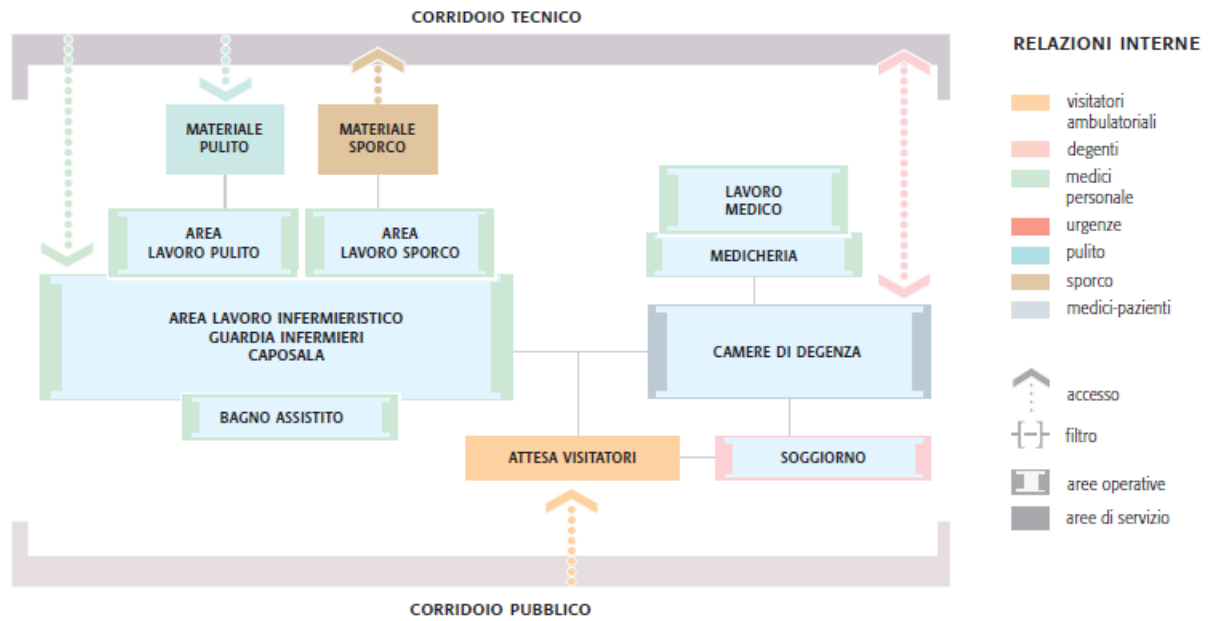 CORRIDOIO TECNICO
MATERIALE
PULITO
MATERIALE
SPORCO
AREA
LAVORO PULITO
AREA
LAVORO SPORCO
LAVORO
MEDICO
MEDICHERIA
AREA LAVORO INFERMIERISTICO
GUARDIA INFERMIERI
CAPOSALA
CAMERE DI DEGENZA
BAGNO ASSISTITO
ATTESA VISITATORI
SOGGIORNO
CORRIDOIO PUBBLICO
RELAZIONI INTERNE
visitatori
ambulatoriali
degenti
medici
personale
urgenze
pulito
sporco
medici-pazienti
accesso
filtro
aree operative
aree di servizio